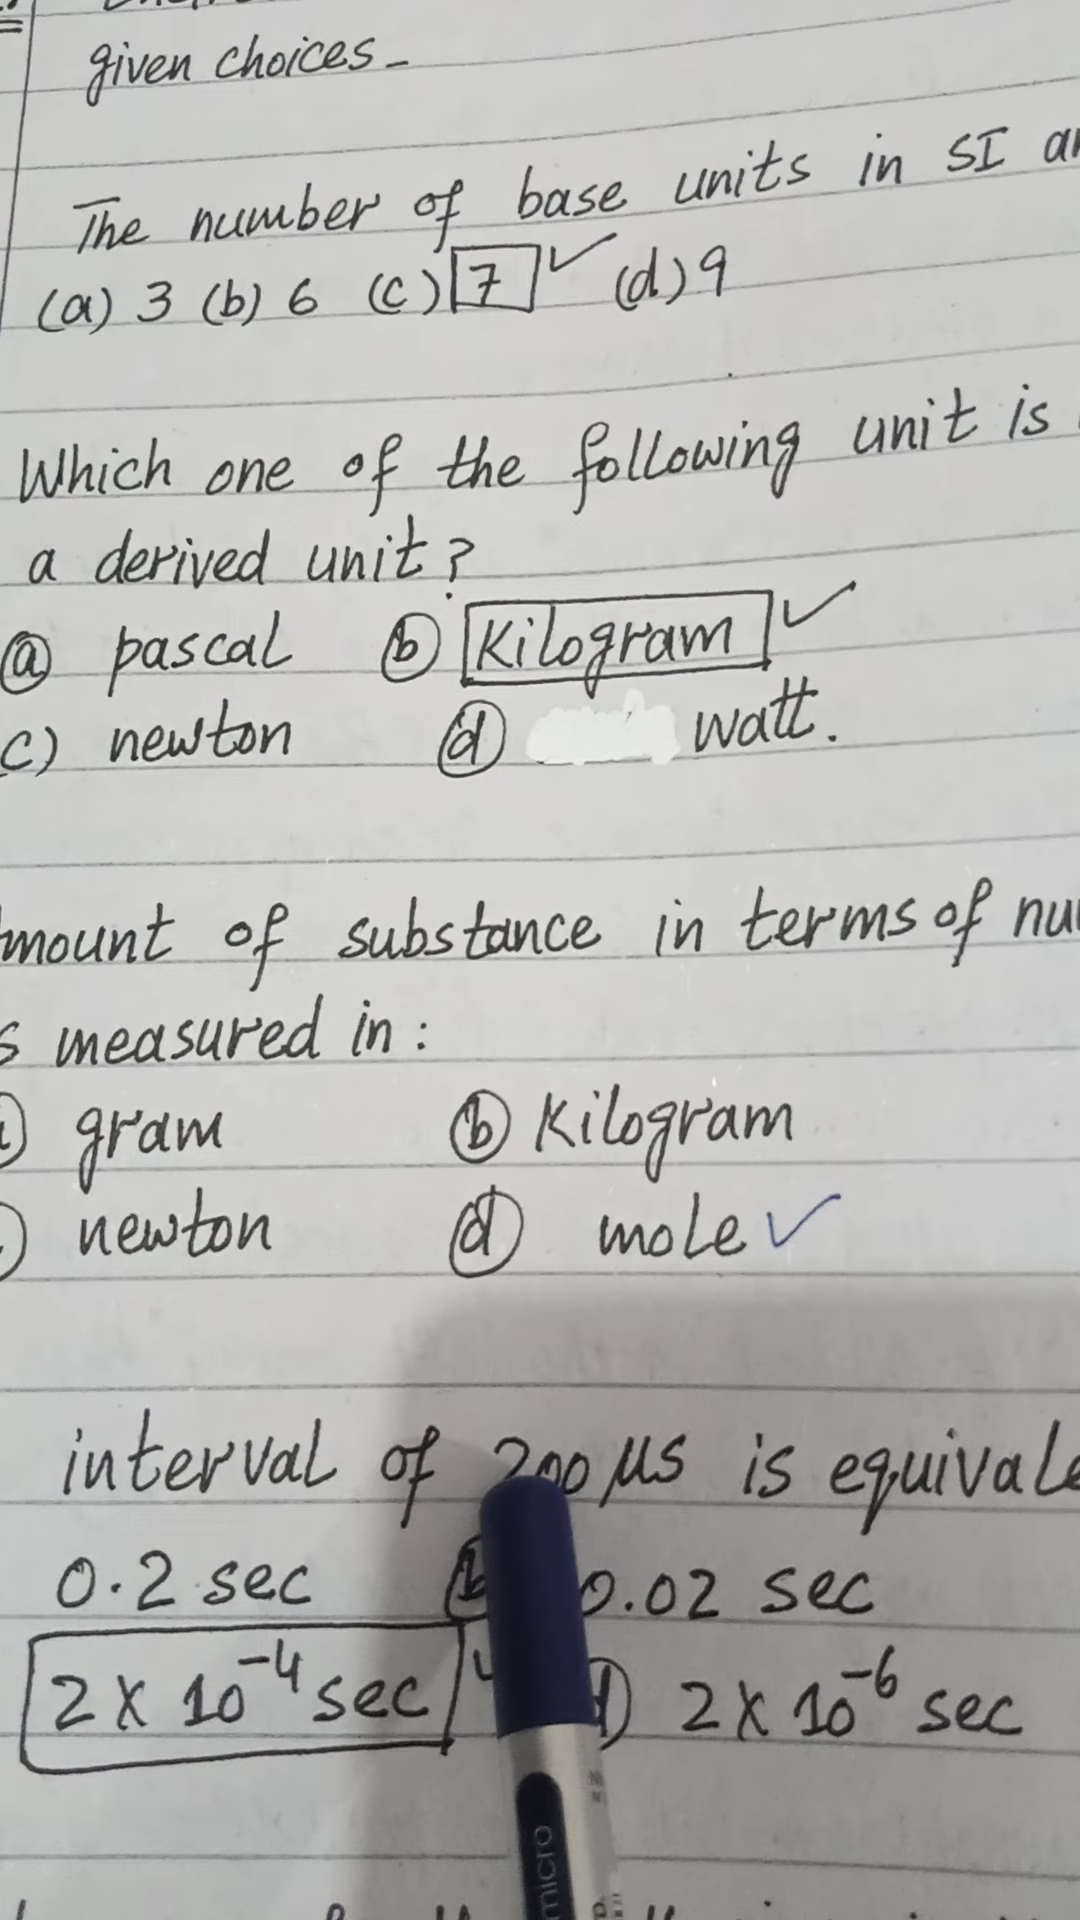 given choices-
The number of base units in SI ar
(a) 3 (b) 6 (c) 7 ✓ (d) 9
Which one of the following unit is
a derived unit?
ⓐ pascal ⓑ Kilogram ✓
c) newton ⓓ watt.
mount of substance in terms of nu
s measured in :
gram ⓑ Kilogram
newton ⓓ mole ✓
interval of 200 μs is equivale
0.2 sec ⓑ 0.02 sec
2 x 10⁻⁴ sec d) 2 x 10⁻⁶ sec
micro